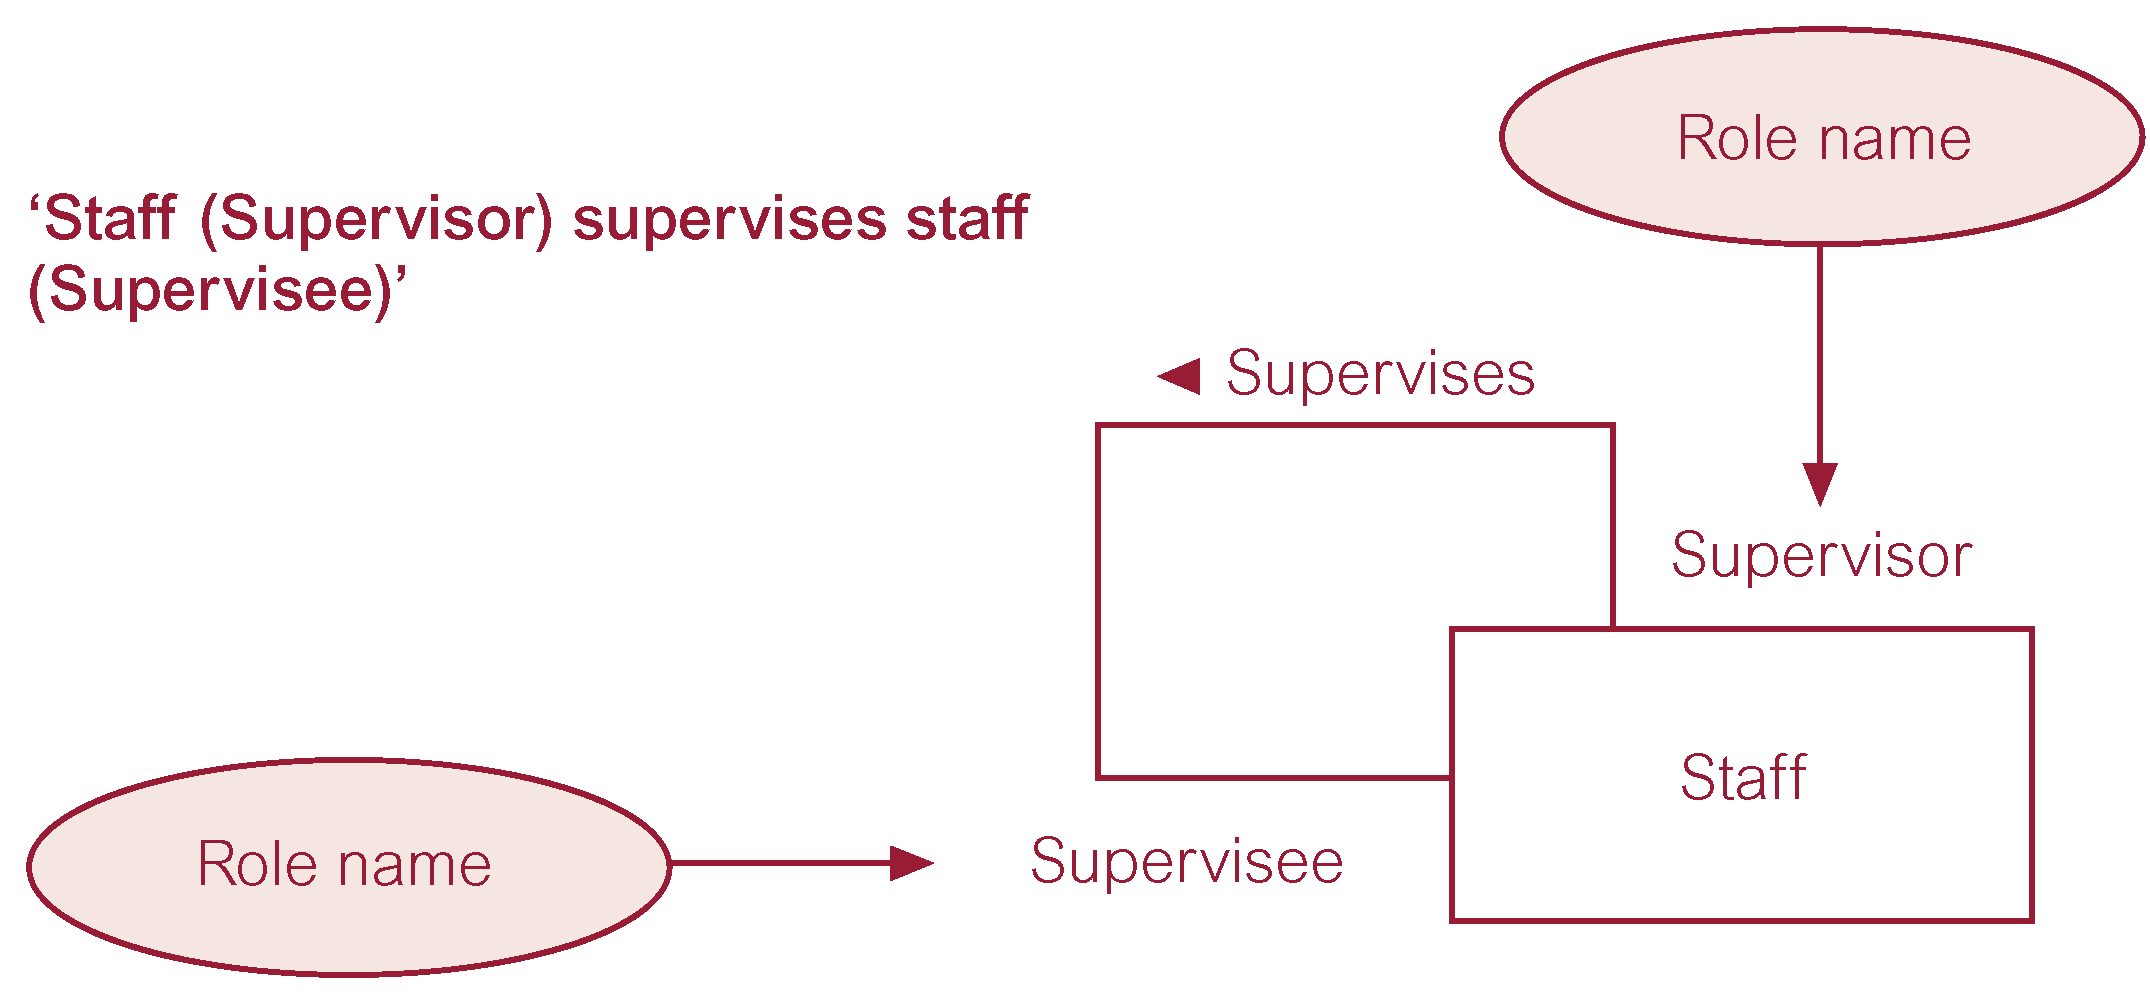 Role name
‘Staff (Supervisor) supervises staff
(Supervisee)’
◄ Supervises
Supervisor
Staff
Role name
Supervisee